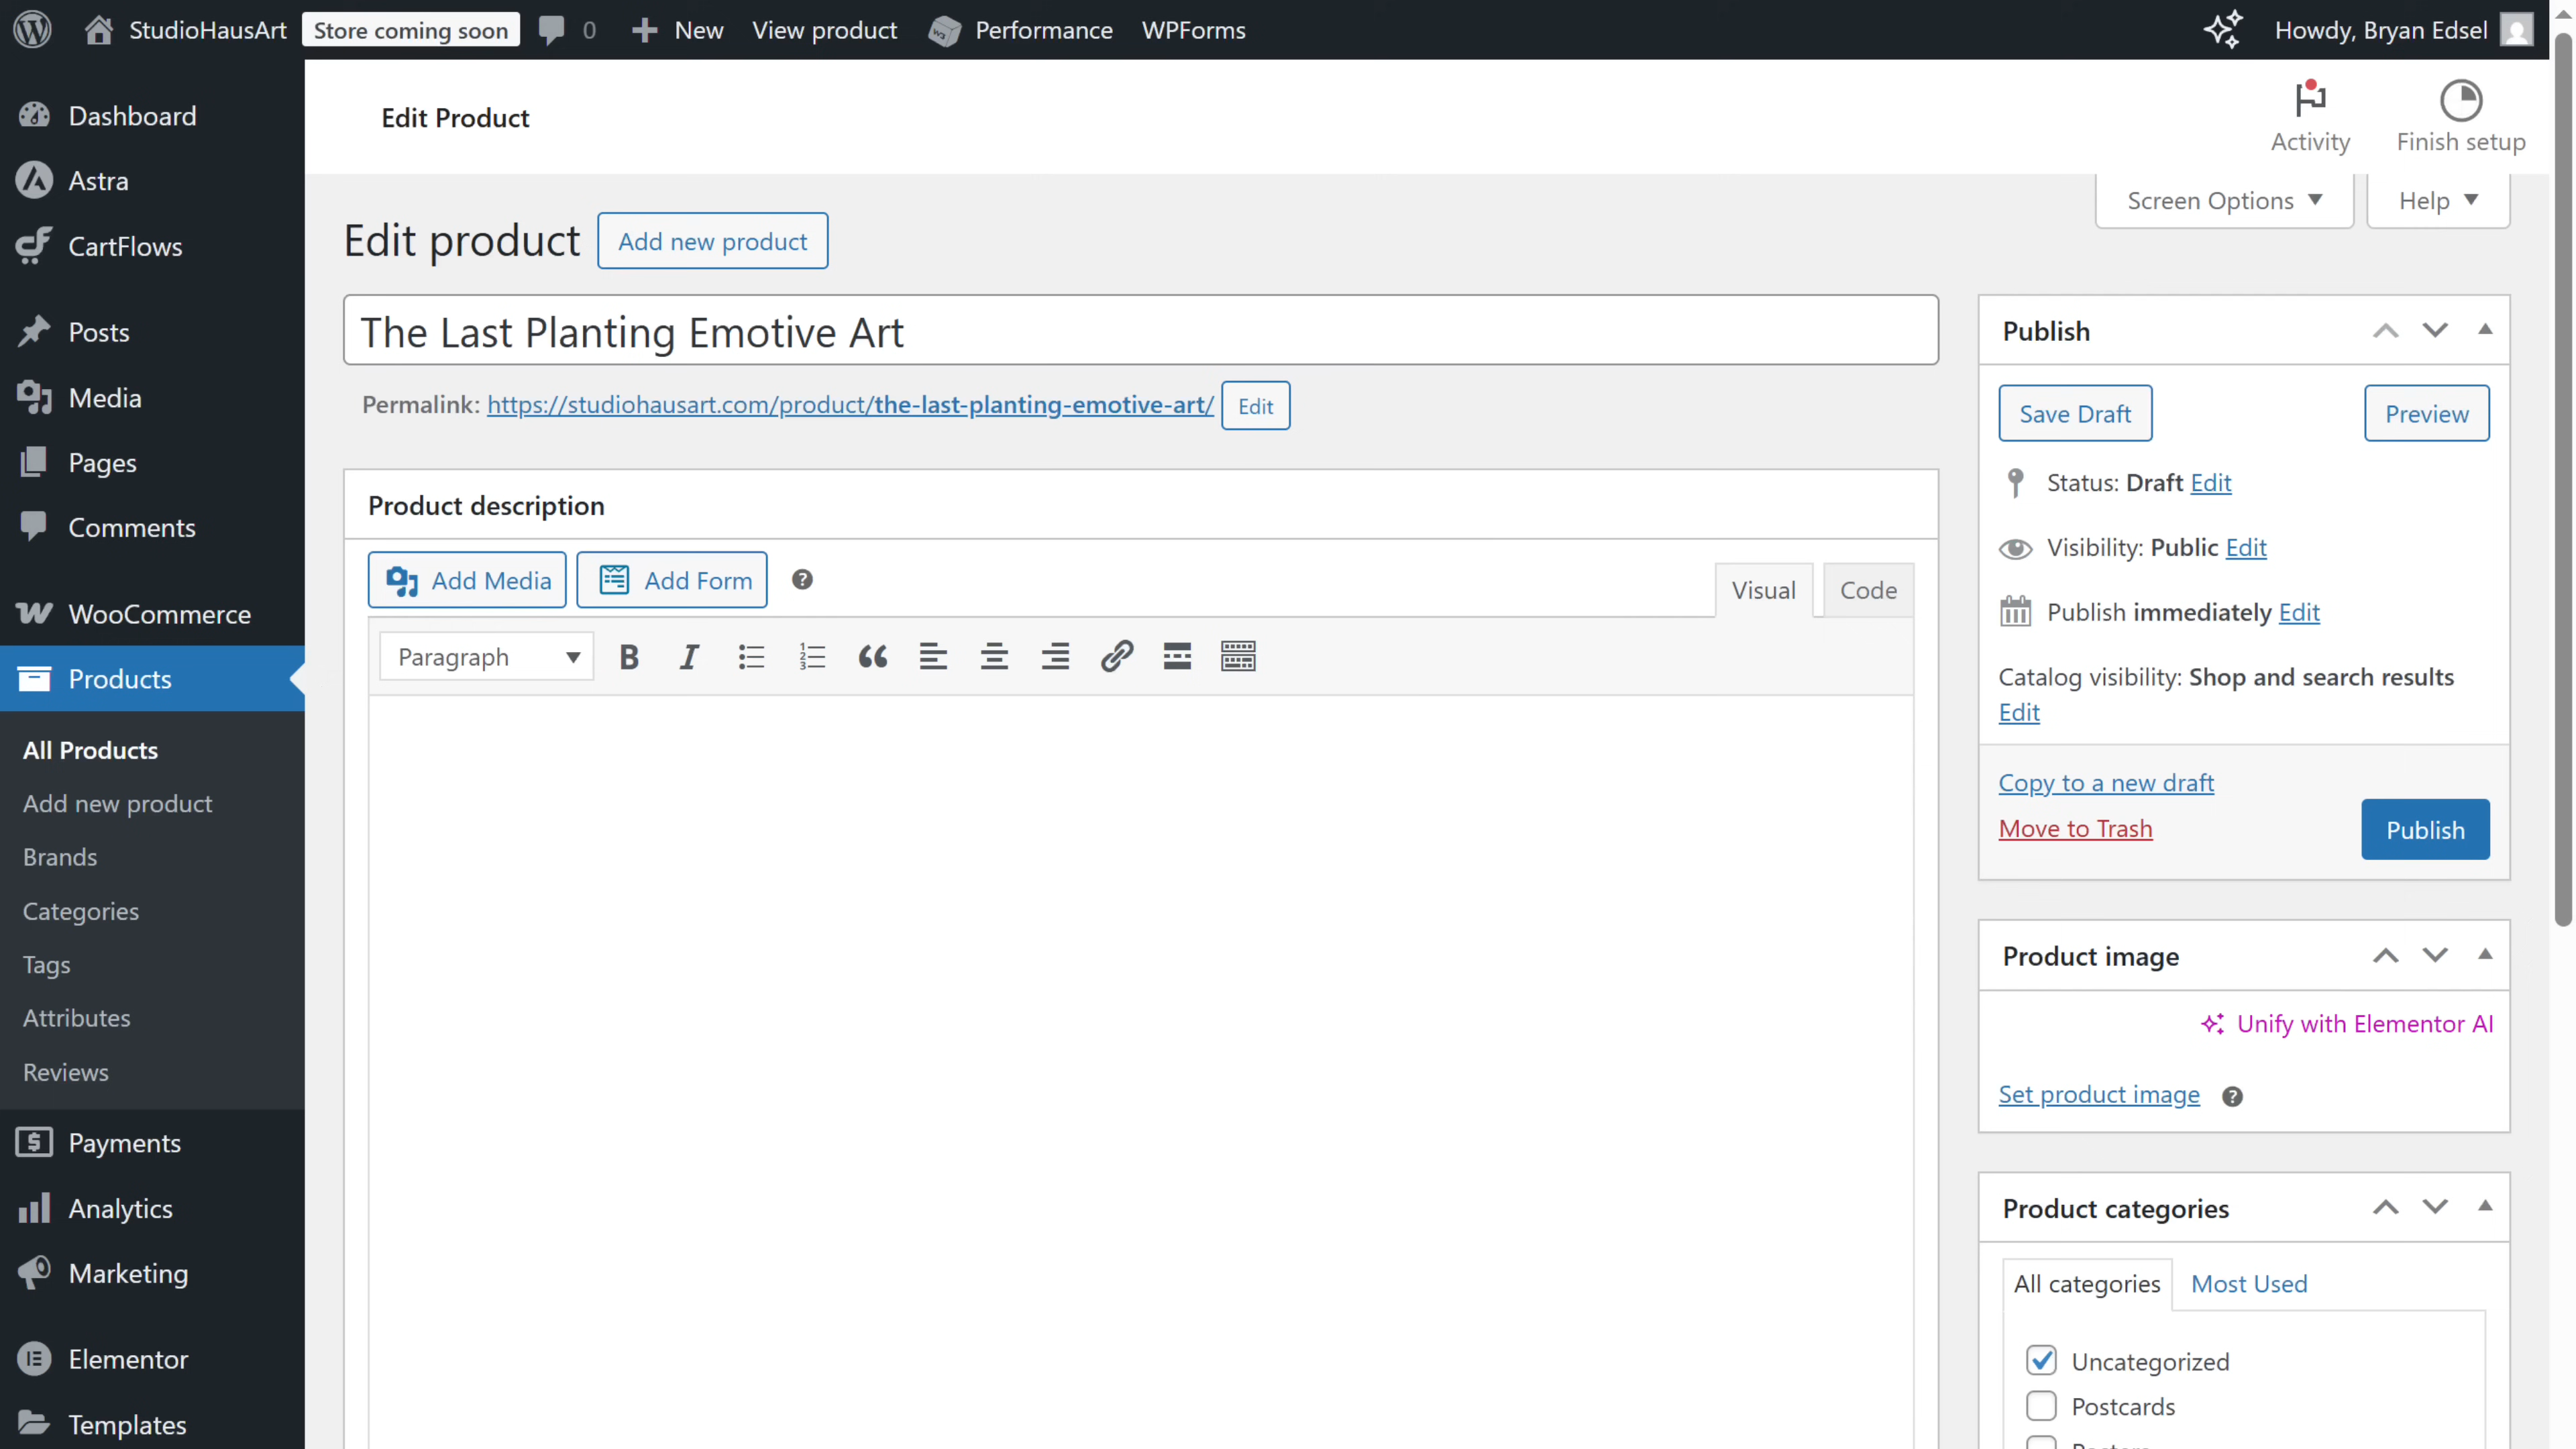 StudioHausArt Store coming soon 0 New View product Performance WPForms Howdy, Bryan Edsel
Dashboard
Astra
CartFlows
Posts
Media
Pages
Comments
WooCommerce
Products
All Products
Add new product
Brands
Categories
Tags
Attributes
Reviews
Payments
Analytics
Marketing
Elementor
Templates
Edit Product
Activity
Finish setup
Screen Options
Help
Edit product Add new product
The Last Planting Emotive Art
Permalink: https://studiohausart.com/product/the-last-planting-emotive-art/ Edit
Product description
Add Media Add Form
Visual Code
Paragraph
Publish
Save Draft Preview
Status: Draft Edit
Visibility: Public Edit
Publish immediately Edit
Catalog visibility: Shop and search results
Edit
Copy to a new draft
Move to Trash
Publish
Product image
Unify with Elementor AI
Set product image
Product categories
All categories Most Used
Uncategorized
Postcards